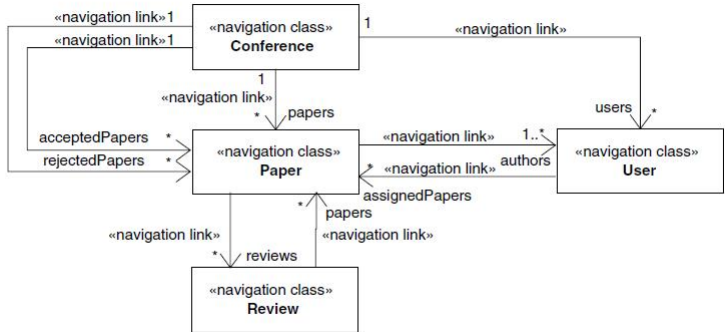 «navigation link»1
«navigation link»1
«navigation class»
Conference
1
«navigation link»
1
«navigation link»
* papers
users *
acceptedPapers *
rejectedPapers *
«navigation class»
Paper
«navigation link» 1..*
authors
* «navigation link»
assignedPapers
«navigation class»
User
* papers
«navigation link»
«navigation link»
* reviews
«navigation class»
Review